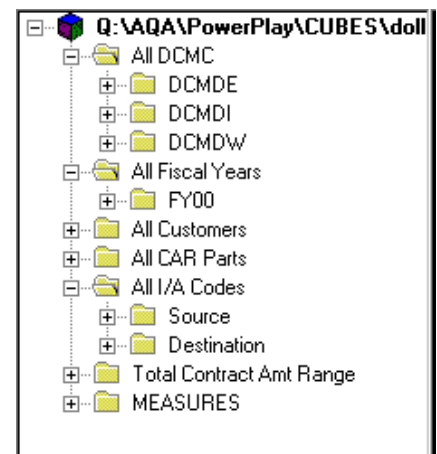 Q:\AQA\PowerPlay\CUBES\doll
All DCMC
DCMDE
DCMDI
DCMDW
All Fiscal Years
FY00
All Customers
All CAR Parts
All I/A Codes
Source
Destination
Total Contract Amt Range
MEASURES